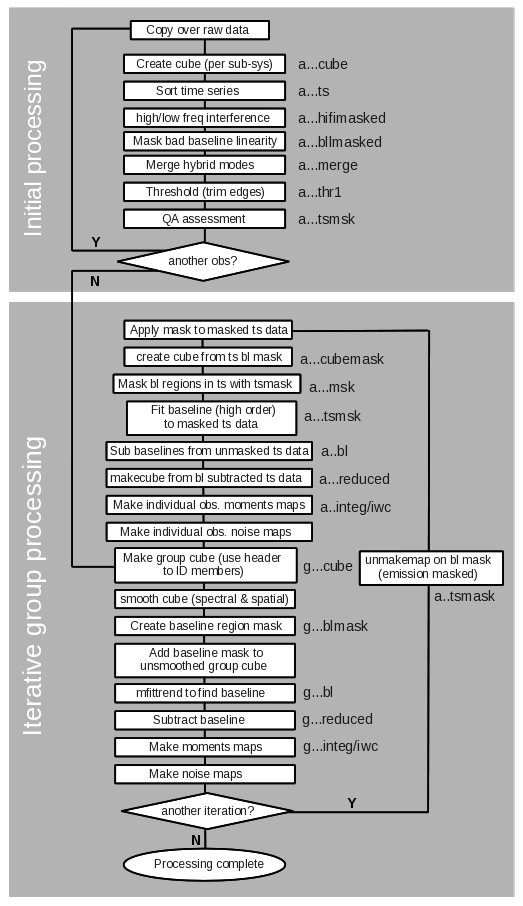 Initial processing
Copy over raw data
Create cube (per sub-sys) a...cube
Sort time series a...ts
high/low freq interference a...hifimasked
Mask bad baseline linearity a...bllmasked
Merge hybrid modes a...merge
Threshold (trim edges) a...thr1
QA assessment a...tsmsk
Y
another obs?
N
Iterative group processing
Apply mask to masked ts data
create cube from ts bl mask a...cubemask
Mask bl regions in ts with tsmask a...msk
Fit baseline (high order)
to masked ts data
a...tsmsk
Sub baselines from unmasked ts data a..bl
makecube from bl subtracted ts data a...reduced
Make individual obs. moments maps a..integ/iwc
Make individual obs. noise maps
Make group cube (use header
to ID members)
g...cube
unmakemap on bl mask
(emission masked)
a..tsmask
smooth cube (spectral & spatial)
Create baseline region mask g...blmask
Add baseline mask to
unsmoothed group cube
mfittrend to find baseline g...bl
Subtract baseline g...reduced
Make moments maps g...integ/iwc
Make noise maps
another iteration?
Y
N
Processing complete